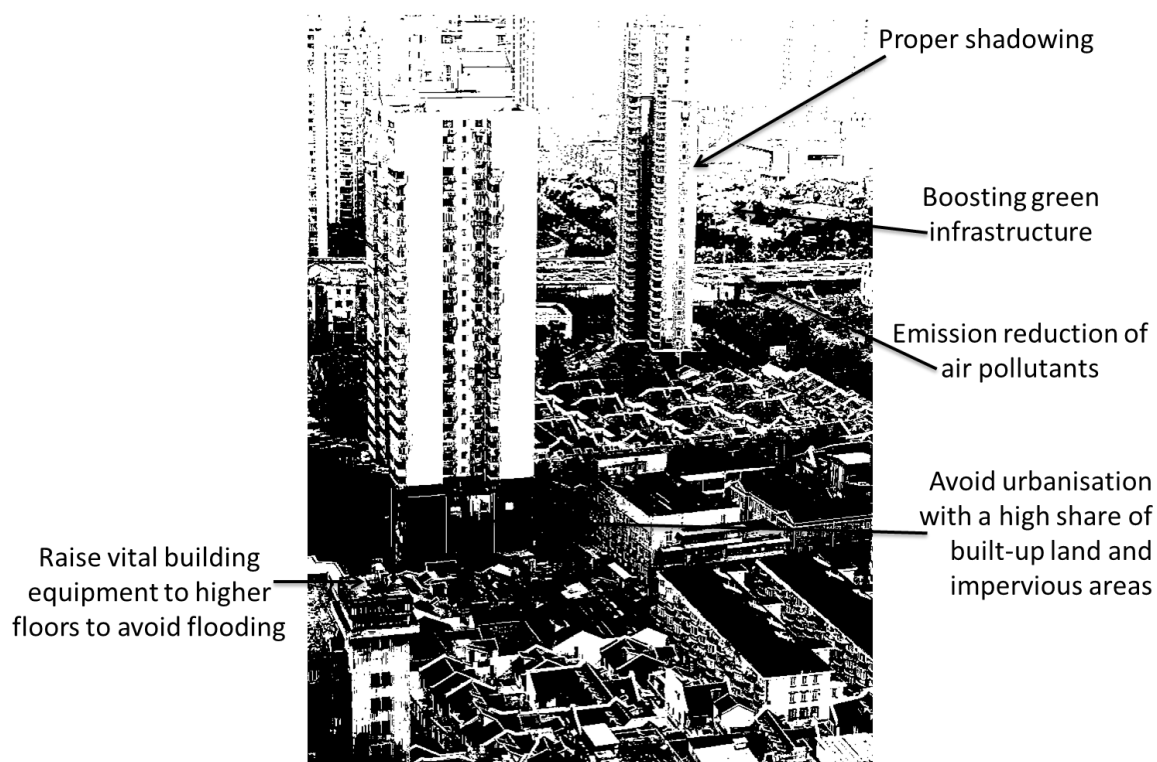 Proper shadowing
Boosting green
infrastructure
Emission reduction of
air pollutants
Avoid urbanisation
with a high share of
built-up land and
impervious areas
Raise vital building
equipment to higher
floors to avoid flooding